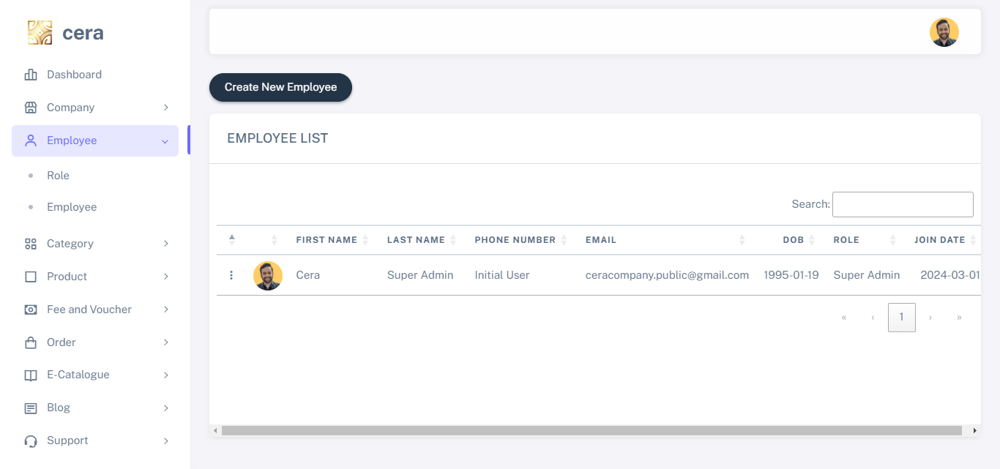 cera
Dashboard
Company
Employee
Role
Employee
Category
Product
Fee and Voucher
Order
E-Catalogue
Blog
Support
Create New Employee
EMPLOYEE LIST
Search:
FIRST NAME LAST NAME PHONE NUMBER EMAIL DOB ROLE JOIN DATE
Cera Super Admin Initial User ceracompany.public@gmail.com 1995-01-19 Super Admin 2024-03-01
« ‹ 1 › »